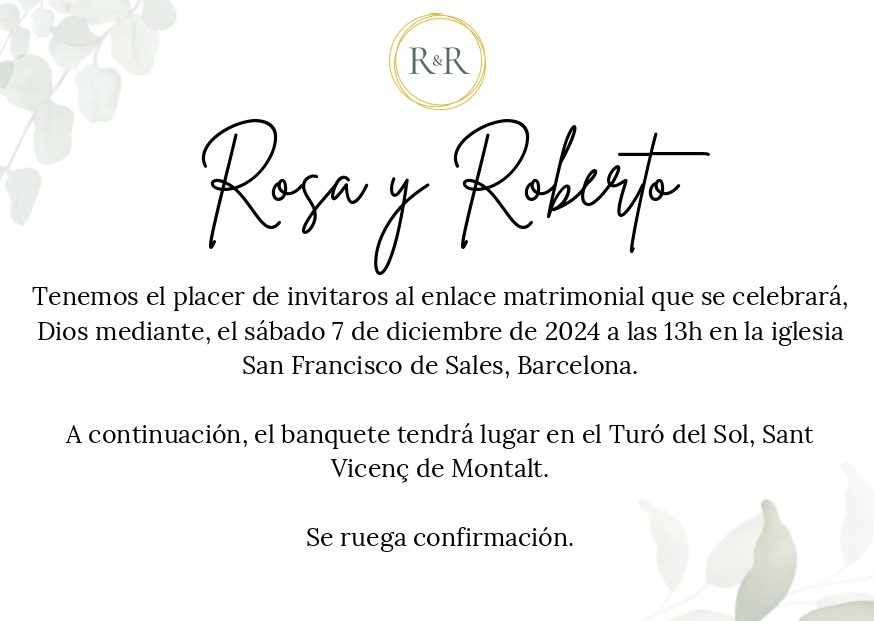 R&R
Rosa y Roberto
Tenemos el placer de invitaros al enlace matrimonial que se celebrará,
Dios mediante, el sábado 7 de diciembre de 2024 a las 13h en la iglesia
San Francisco de Sales, Barcelona.
A continuación, el banquete tendrá lugar en el Turó del Sol, Sant
Vicenç de Montalt.
Se ruega confirmación.